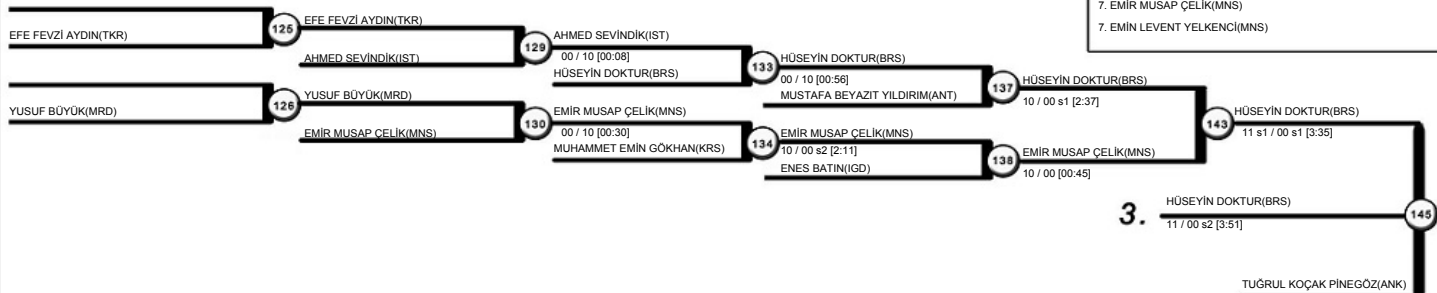 7. EMİR MUSAP ÇELİK(MNS)
7. EMİN LEVENT YELKENCİ(MNS)
EFE FEVZİ AYDIN(TKR)
125
EFE FEVZİ AYDIN(TKR)
AHMED SEVİNDİK(IST)
129
AHMED SEVİNDİK(IST)
00 / 10 [00:08]
HÜSEYİN DOKTUR(BRS)
133
HÜSEYİN DOKTUR(BRS)
00 / 10 [00:56]
MUSTAFA BEYAZIT YILDIRIM(ANT)
137
HÜSEYİN DOKTUR(BRS)
10 / 00 s1 [2:37]
YUSUF BÜYÜK(MRD)
126
YUSUF BÜYÜK(MRD)
EMİR MUSAP ÇELİK(MNS)
130
EMİR MUSAP ÇELİK(MNS)
00 / 10 [00:30]
MUHAMMET EMİN GÖKHAN(KRS)
134
EMİR MUSAP ÇELİK(MNS)
10 / 00 s2 [2:11]
ENES BATIN(IGD)
138
EMİR MUSAP ÇELİK(MNS)
10 / 00 [00:45]
143
HÜSEYİN DOKTUR(BRS)
11 s1 / 00 s1 [3:35]
3.
HÜSEYİN DOKTUR(BRS)
11 / 00 s2 [3:51]
145
TUĞRUL KOÇAK PİNEGÖZ(ANK)